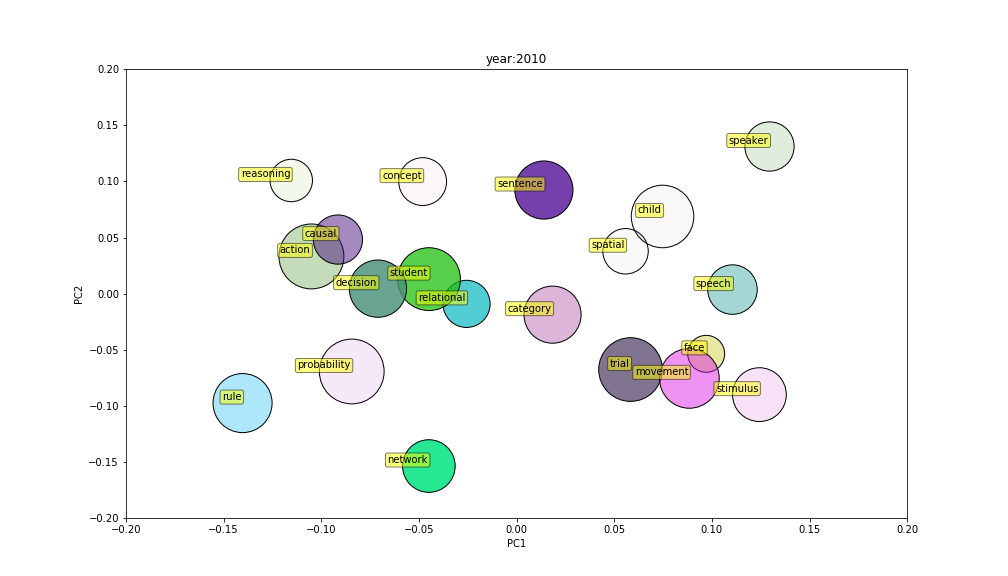 year:2010
0.20
0.15
0.10
0.05
0.00
−0.05
−0.10
−0.15
−0.20
PC2
speaker
reasoning
concept
sentence
child
causal
spatial
action
student
decision
speech
relational
category
face
trial
probability
movement
stimulus
rule
network
−0.20
−0.15
−0.10
−0.05
0.00
0.05
0.10
0.15
0.20
PC1